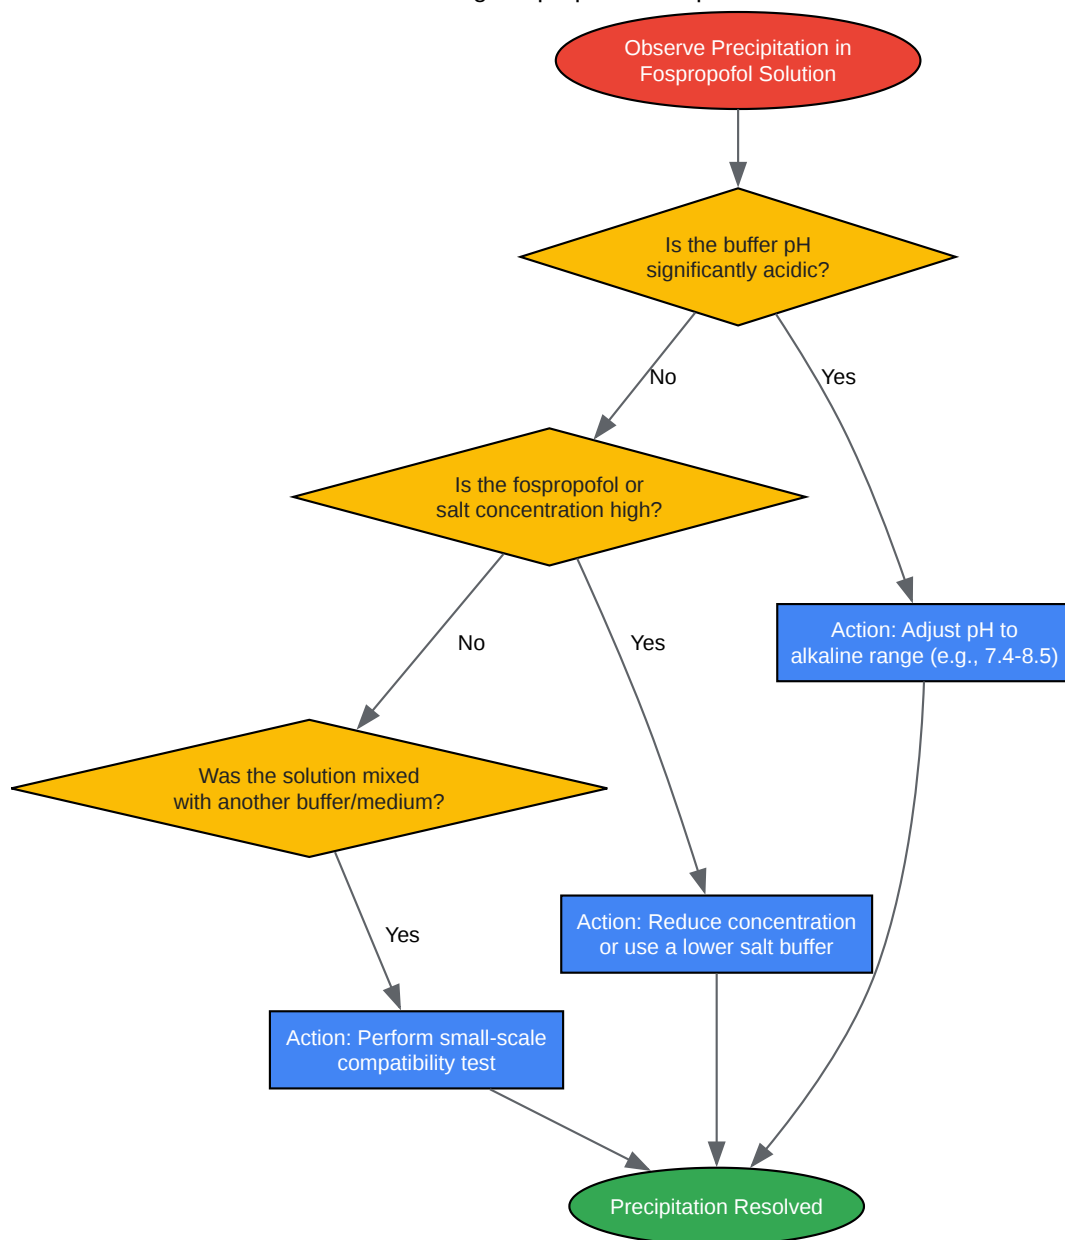 Observe Precipitation in
Fospropofol Solution
Is the buffer pH
significantly acidic?
No
Yes
Is the fospropofol or
salt concentration high?
No
Yes
Action: Adjust pH to
alkaline range (e.g., 7.4-8.5)
Was the solution mixed
with another buffer/medium?
Yes
Action: Reduce concentration
or use a lower salt buffer
Action: Perform small-scale
compatibility test
Precipitation Resolved